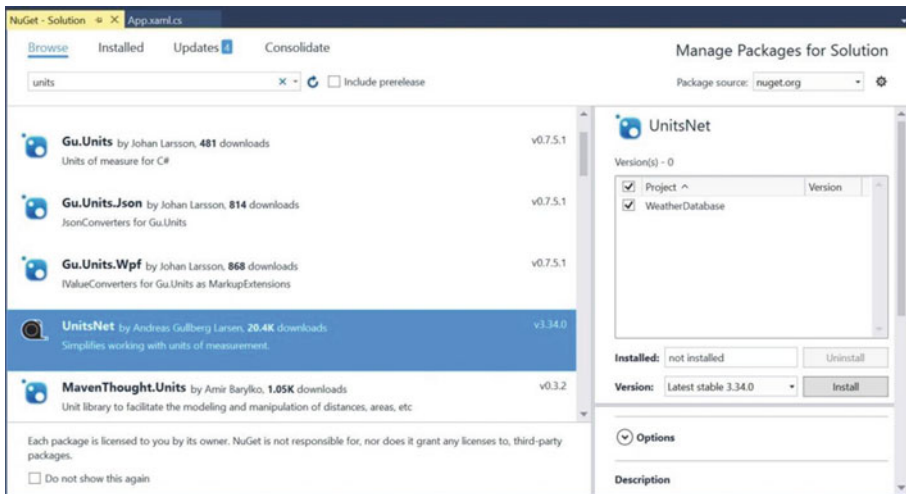 NuGet - Solution
App.xaml.cs
Browse Installed Updates 4 Consolidate
Manage Packages for Solution
units
Include prerelease
Package source: nuget.org
Gu.Units by Johan Larsson, 481 downloads v0.7.5.1
Units of measure for C#
Gu.Units.Json by Johan Larsson, 814 downloads v0.7.5.1
JsonConverters for Gu.Units
Gu.Units.Wpf by Johan Larsson, 868 downloads v0.7.5.1
IValueConverters for Gu.Units as MarkupExtensions
UnitsNet by Andreas Gullberg Larsen, 20.4K downloads v3.34.0
Simplifies working with units of measurement.
MavenThought.Units by Amir Barylko, 1.05K downloads v0.3.2
Unit library to facilitate the modeling and manipulation of distances, areas, etc
Each package is licensed to you by its owner. NuGet is not responsible for, nor does it grant any licenses to, third-party
packages.
Do not show this again
UnitsNet
Version(s) - 0
Project Version
WeatherDatabase
Installed: not installed Uninstall
Version: Latest stable 3.34.0 Install
Options
Description